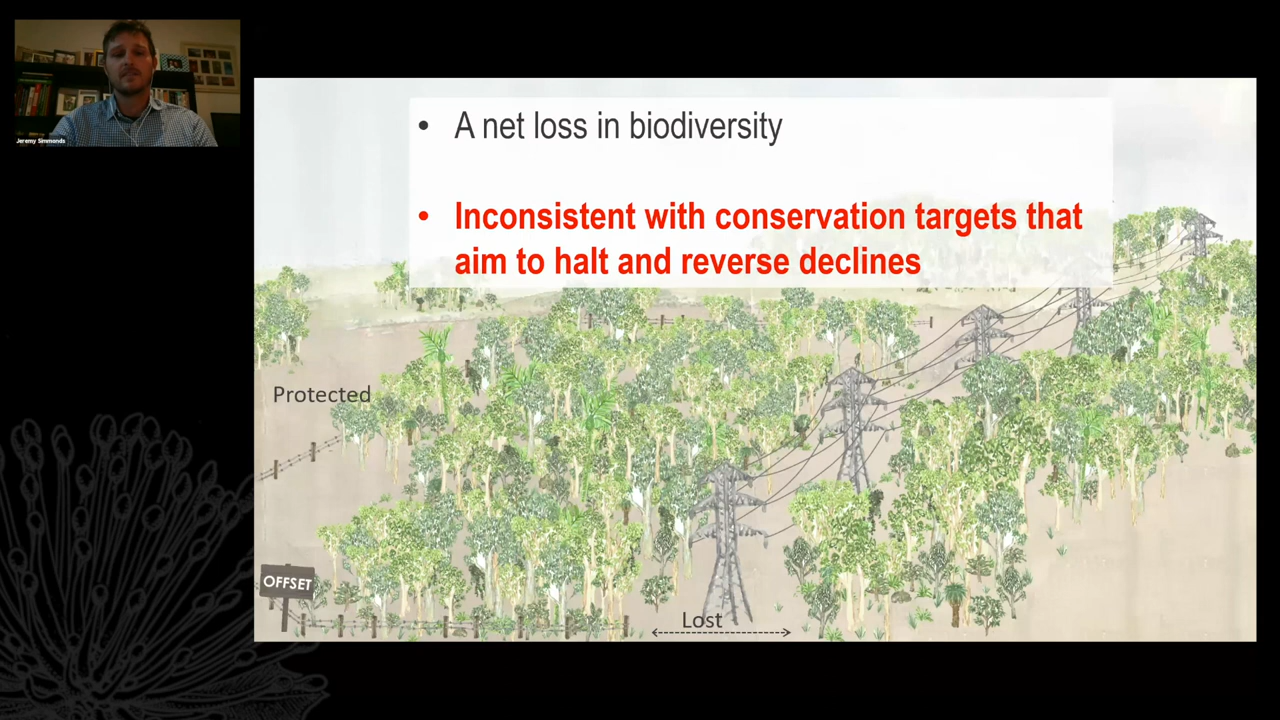 Jeremy Simmonds
• A net loss in biodiversity
• Inconsistent with conservation targets that
aim to halt and reverse declines
Protected
OFFSET
Lost